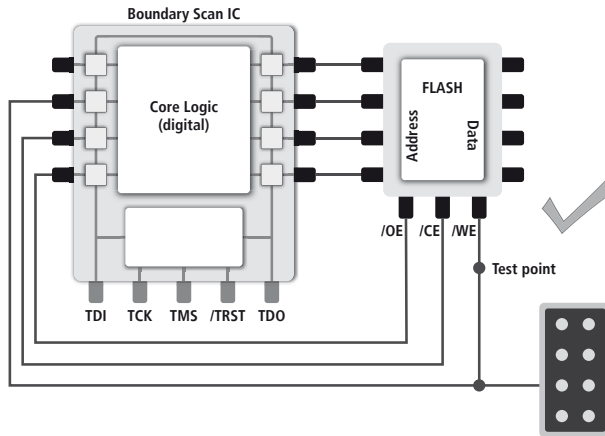 Boundary Scan IC
Core Logic
(digital)
FLASH
Address
Data
/OE
/CE
/WE
Test point
TDI
TCK
TMS
/TRST
TDO